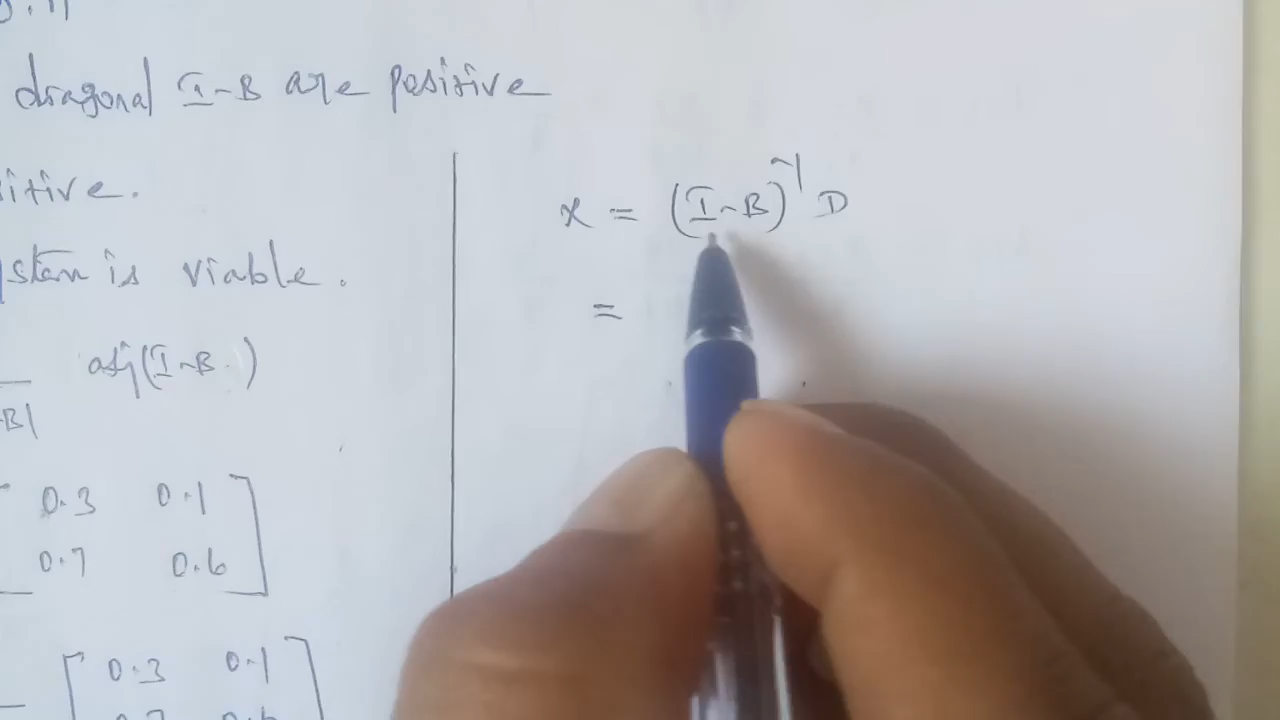 diagonal I-B are positive
sitive.
stem is viable.
adj(I-B)
B|
0.3 0.1
0.7 0.6
0.3 0.1
x = (I-B)⁻¹ D
=